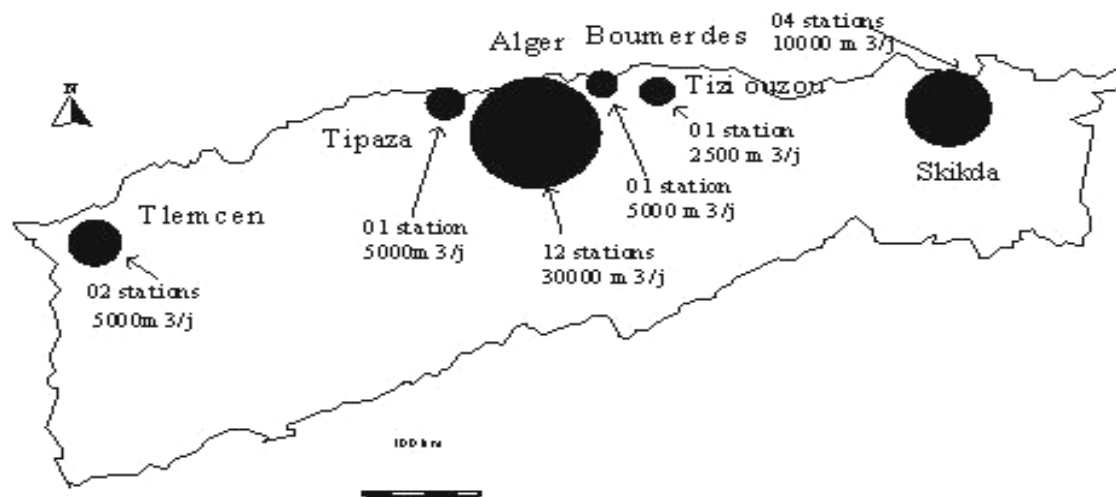 04 stations
10000 m 3/j
Alger
Boumerdes
N
Tizi ouzou
Tipaza
01 station
2500 m 3/j
Skikda
01 station
5000 m 3/j
Tlemcen
01 station
5000m 3/j
12 stations
30000 m 3/j
02 stations
5000m 3/j
100 km